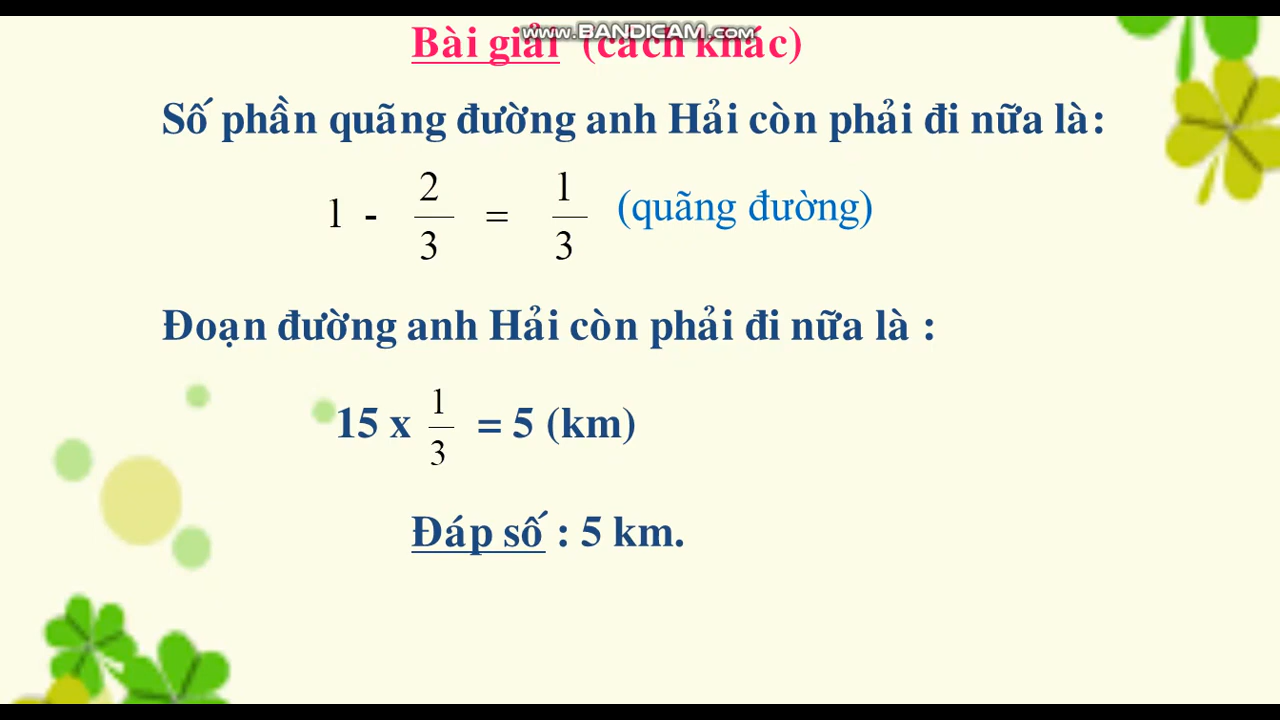 www.BANDICAM.com
Bài giải (cách khác)
Số phần quãng đường anh Hải còn phải đi nữa là:
1 - 2/3 = 1/3 (quãng đường)
Đoạn đường anh Hải còn phải đi nữa là :
15 x 1/3 = 5 (km)
Đáp số : 5 km.